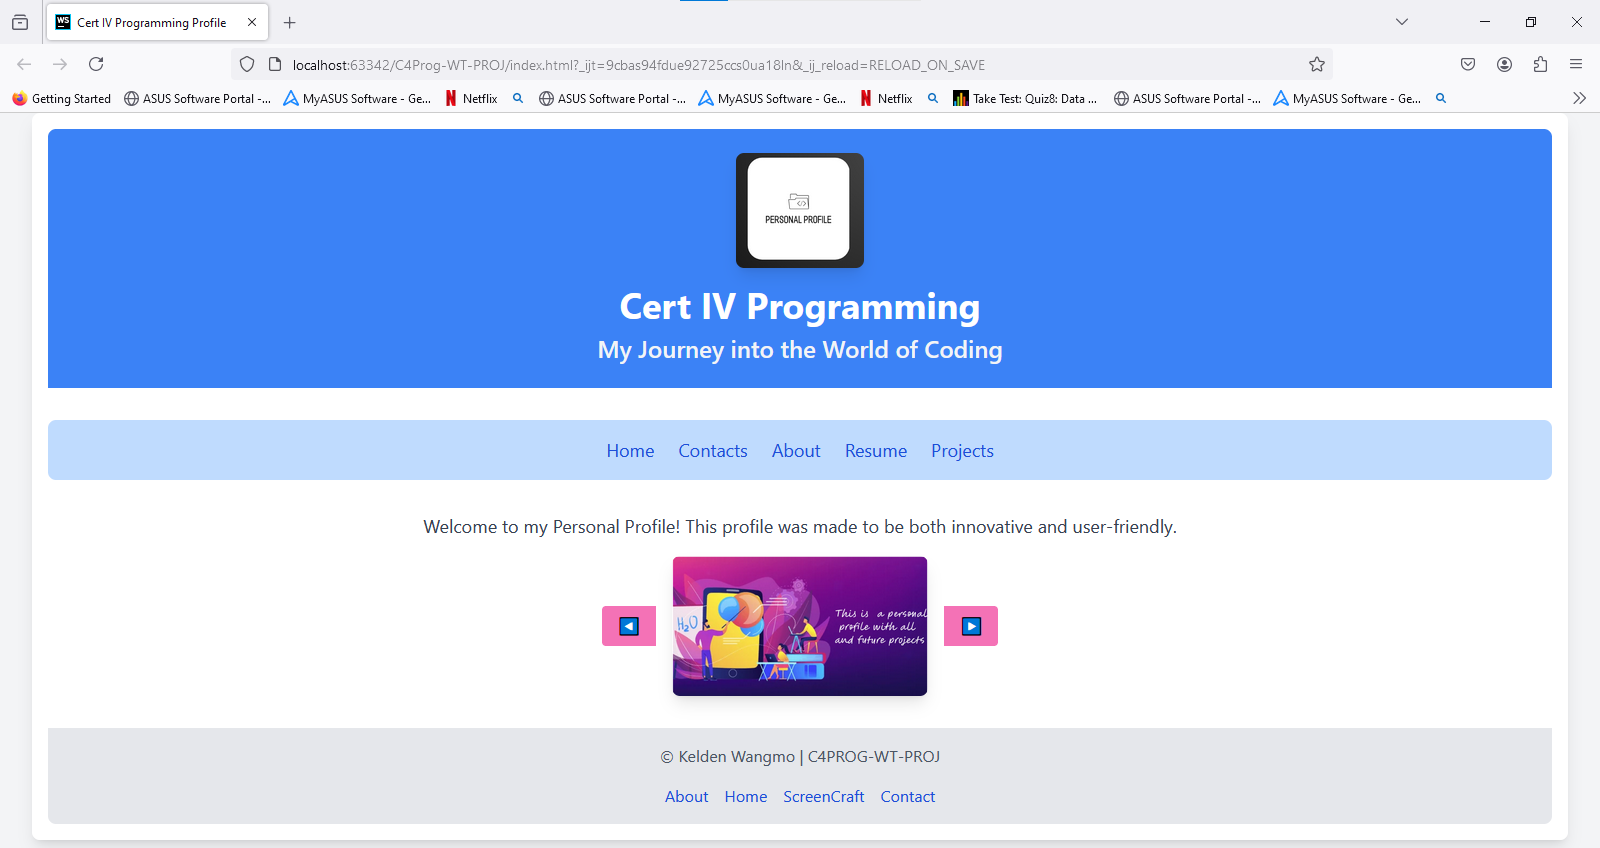 WS
Cert IV Programming Profile
localhost:63342/C4Prog-WT-PROJ/index.html?_ijt=9cbas94fdue92725ccs0ua18ln&_ij_reload=RELOAD_ON_SAVE
Getting Started
ASUS Software Portal -...
MyASUS Software - Ge...
Netflix
ASUS Software Portal -...
MyASUS Software - Ge...
Netflix
Take Test: Quiz8: Data ...
ASUS Software Portal -...
MyASUS Software - Ge...
PERSONAL PROFILE
Cert IV Programming
My Journey into the World of Coding
Home Contacts About Resume Projects
Welcome to my Personal Profile! This profile was made to be both innovative and user-friendly.
H₂O
This is a personal
profile with all
and future projects
© Kelden Wangmo | C4PROG-WT-PROJ
About Home ScreenCraft Contact